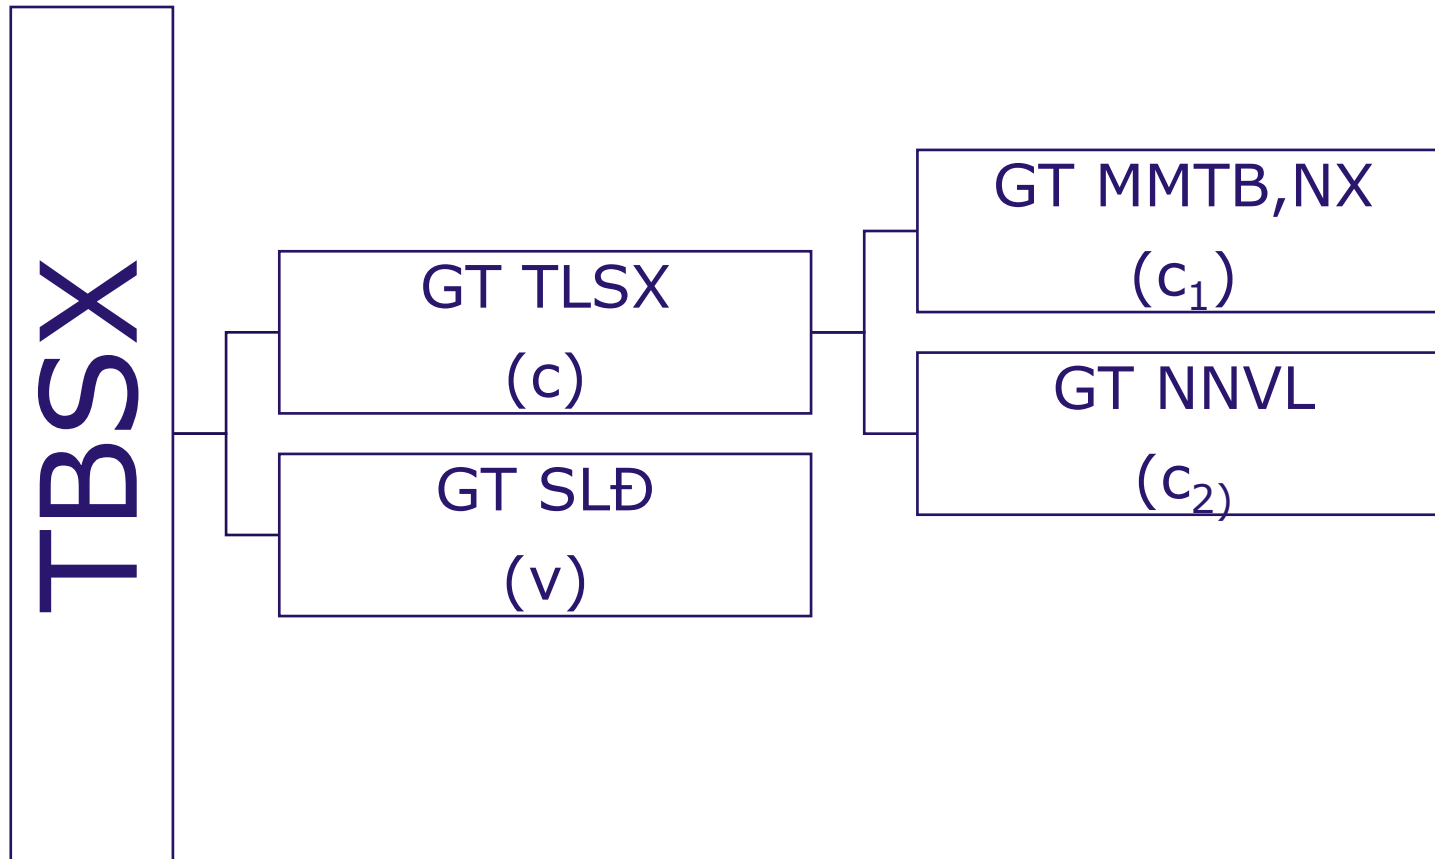 TBSX
GT TLSX
(c)
GT SLĐ
(v)
GT MMTB,NX
(c₁)
GT NNVL
(c₂₎